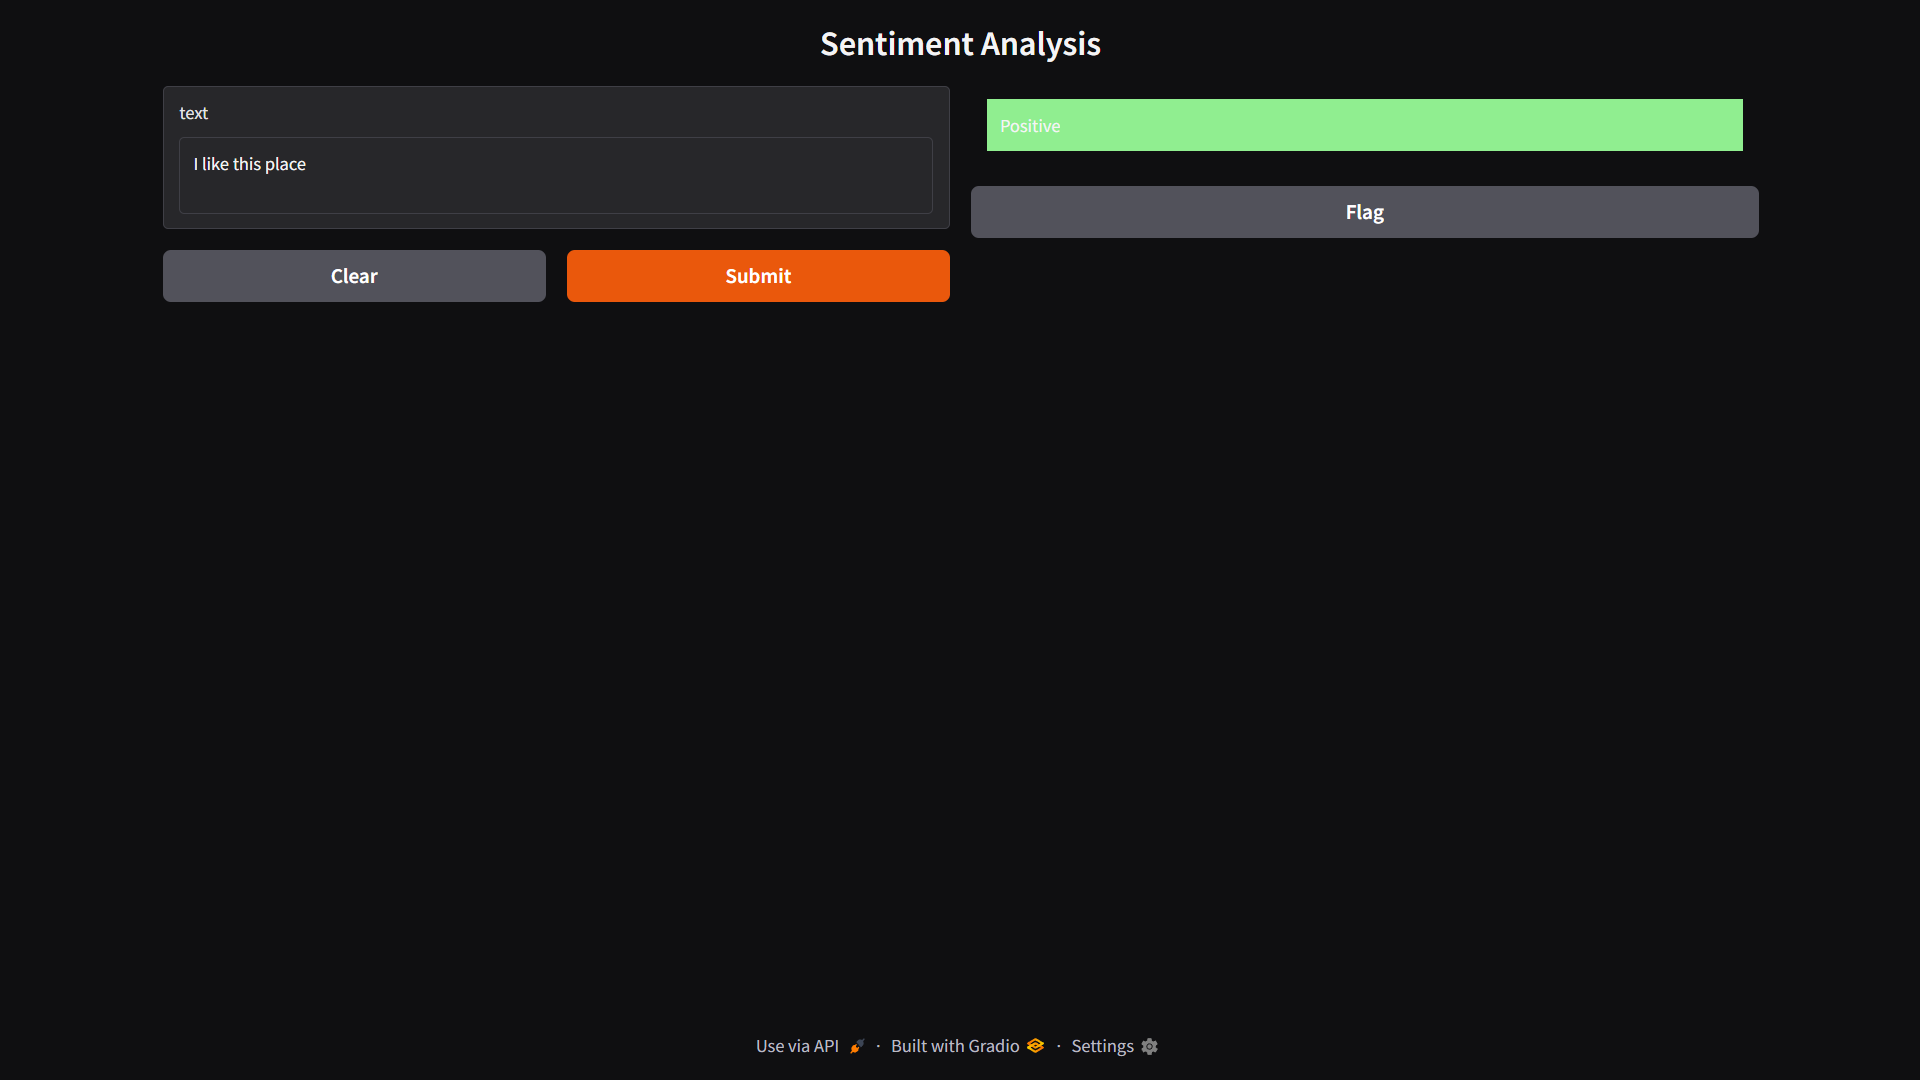 Sentiment Analysis
text
I like this place
Clear
Submit
Positive
Flag
Use via API · Built with Gradio · Settings